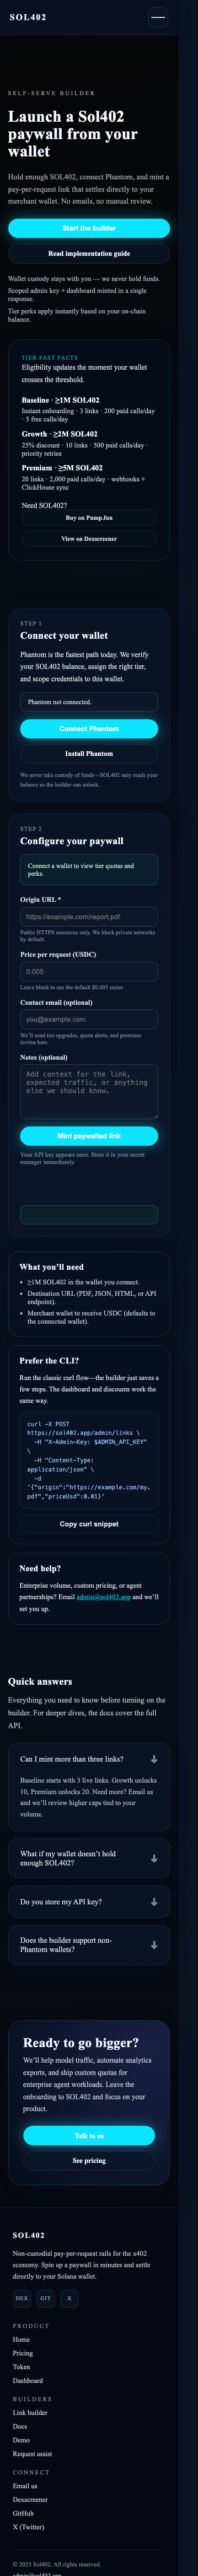 SOL402
SELF-SERVE BUILDER
Launch a Sol402
paywall from your
wallet
Hold enough SOL402, connect Phantom, and mint a
pay-per-request link that settles directly to your
merchant wallet. No emails, no manual review.
Start the builder
Read implementation guide
Wallet custody stays with you — we never hold funds.
Scoped admin key + dashboard minted in a single
response.
Tier perks apply instantly based on your on-chain
balance.
TIER FAST FACTS
Eligibility updates the moment your wallet
crosses the threshold.
Baseline · ≥1M SOL402
Instant onboarding · 3 links · 200 paid calls/day
· 5 free calls/day
Growth · ≥2M SOL402
25% discount · 10 links · 500 paid calls/day ·
priority retries
Premium · ≥5M SOL402
20 links · 2,000 paid calls/day · webhooks +
ClickHouse sync
Need SOL402?
Buy on Pump.fun
View on Dexscreener
STEP 1
Connect your wallet
Phantom is the fastest path today. We verify
your SOL402 balance, assign the right tier,
and scope credentials to this wallet.
Phantom not connected.
Connect Phantom
Install Phantom
We never take custody of funds—SOL402 only reads your
balance so the builder can unlock.
STEP 2
Configure your paywall
Connect a wallet to view tier quotas and
perks.
Origin URL *
https://example.com/report.pdf
Public HTTPS resources only. We block private networks
by default.
Price per request (USDC)
0.005
Leave blank to use the default $0.005 meter.
Contact email (optional)
you@example.com
We'll send tier upgrades, quota alerts, and premium
invites here.
Notes (optional)
Add context for the link,
expected traffic, or anything
else we should know.
Mint paywalled link
Your API key appears once. Store it in your secret
manager immediately.
What you'll need
• ≥1M SOL402 in the wallet you connect.
• Destination URL (PDF, JSON, HTML, or API
endpoint).
• Merchant wallet to receive USDC (defaults to
the connected wallet).
Prefer the CLI?
Run the classic curl flow—the builder just saves a
few steps. The dashboard and discounts work the
same way.
curl -X POST
https://sol402.app/admin/links \
-H "X-Admin-Key: $ADMIN_API_KEY"
\
-H "Content-Type:
application/json" \
-d
'{"origin":"https://example.com/my.
pdf","priceUsd":0.01}'
Copy curl snippet
Need help?
Enterprise volume, custom pricing, or agent
partnerships? Email admin@sol402.app and we'll
set you up.
Quick answers
Everything you need to know before turning on the
builder. For deeper dives, the docs cover the full
API.
Can I mint more than three links?
Baseline starts with 3 live links. Growth unlocks
10, Premium unlocks 20. Need more? Email us
and we'll review higher caps tied to your
volume.
What if my wallet doesn't hold
enough SOL402?
Do you store my API key?
Does the builder support non-
Phantom wallets?
Ready to go bigger?
We'll help model traffic, automate analytics
exports, and ship custom quotas for
enterprise agent workloads. Leave the
onboarding to SOL402 and focus on your
product.
Talk to us
See pricing
SOL402
Non-custodial pay-per-request rails for the x402
economy. Spin up a paywall in minutes and settle
directly to your Solana wallet.
DEX GIT X
PRODUCT
Home
Pricing
Token
Dashboard
BUILDERS
Link builder
Docs
Demo
Request assist
CONNECT
Email us
Dexscreener
GitHub
X (Twitter)
© 2025 Sol402. All rights reserved.
admin@sol402.app